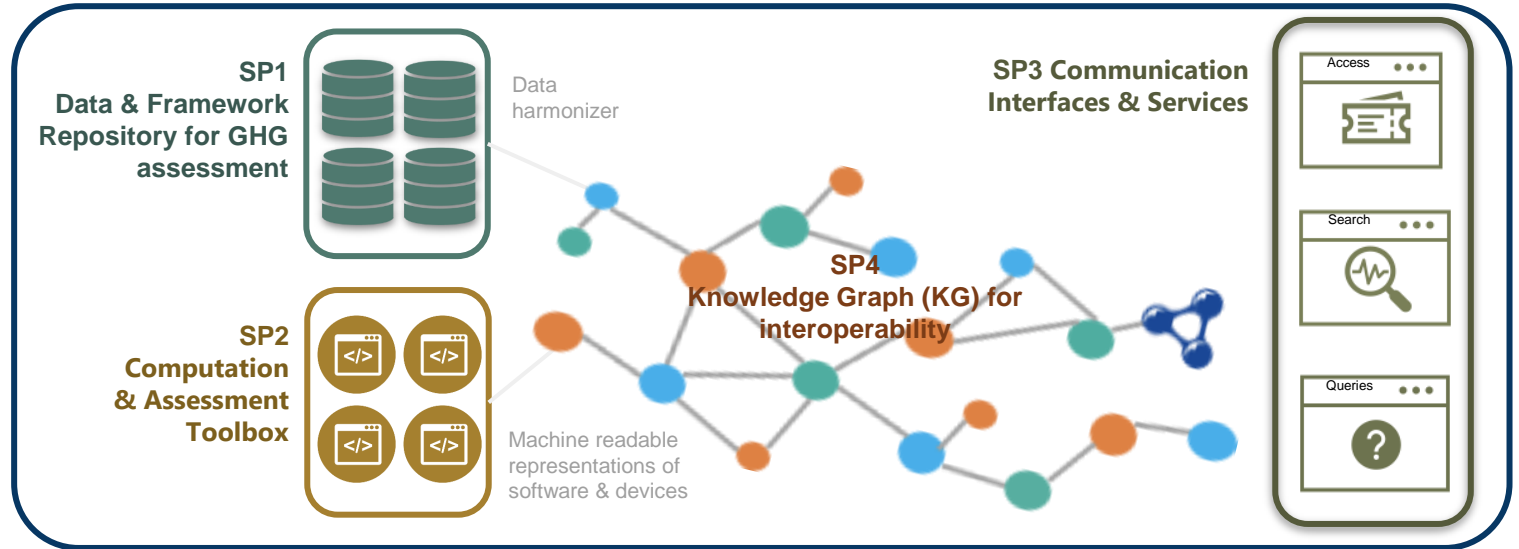 SP1
Data & Framework
Repository for GHG
assessment
Data
harmonizer
SP2
Computation
& Assessment
Toolbox
</>
</>
</>
</>
Machine readable
representations of
software & devices
SP4
Knowledge Graph (KG) for
interoperability
SP3 Communication
Interfaces & Services
Access
Search
Queries
?